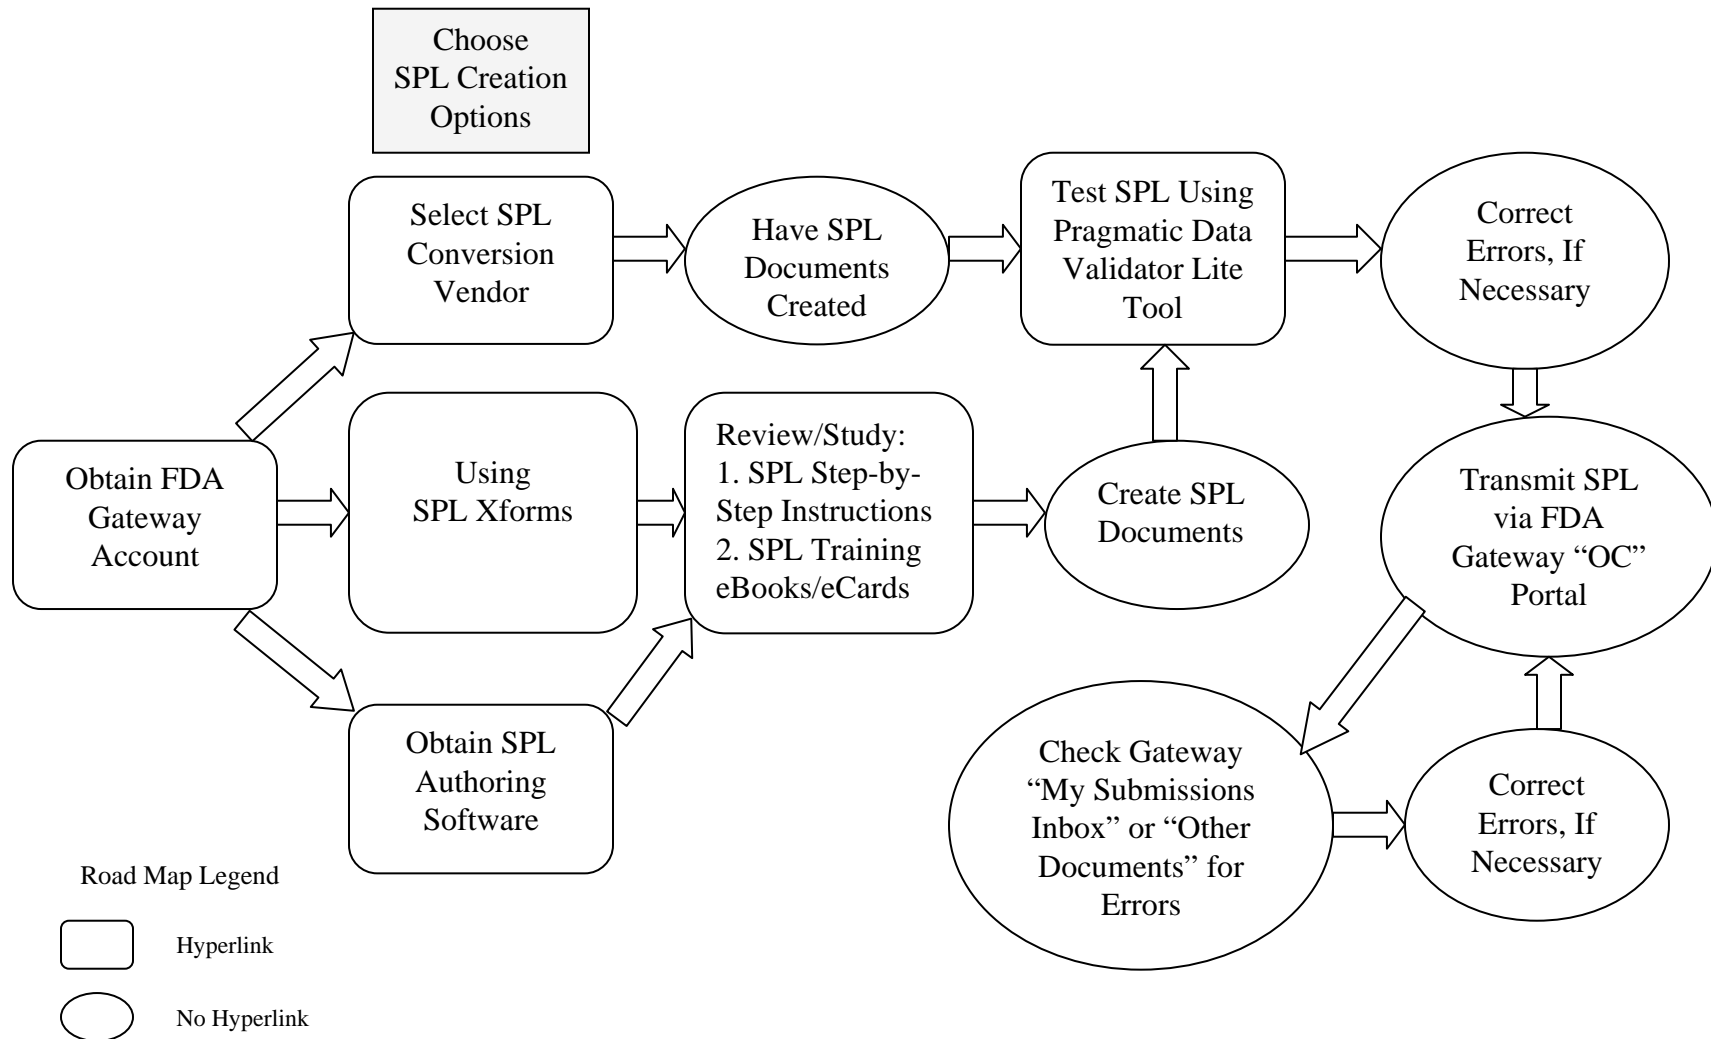 Choose
SPL Creation
Options
Select SPL
Conversion
Vendor
Have SPL
Documents
Created
Test SPL Using
Pragmatic Data
Validator Lite
Tool
Correct
Errors, If
Necessary
Obtain FDA
Gateway
Account
Using
SPL Xforms
Review/Study:
1. SPL Step-by-
Step Instructions
2. SPL Training
eBooks/eCards
Create SPL
Documents
Transmit SPL
via FDA
Gateway “OC”
Portal
Obtain SPL
Authoring
Software
Check Gateway
“My Submissions
Inbox” or “Other
Documents” for
Errors
Correct
Errors, If
Necessary
Road Map Legend
Hyperlink
No Hyperlink